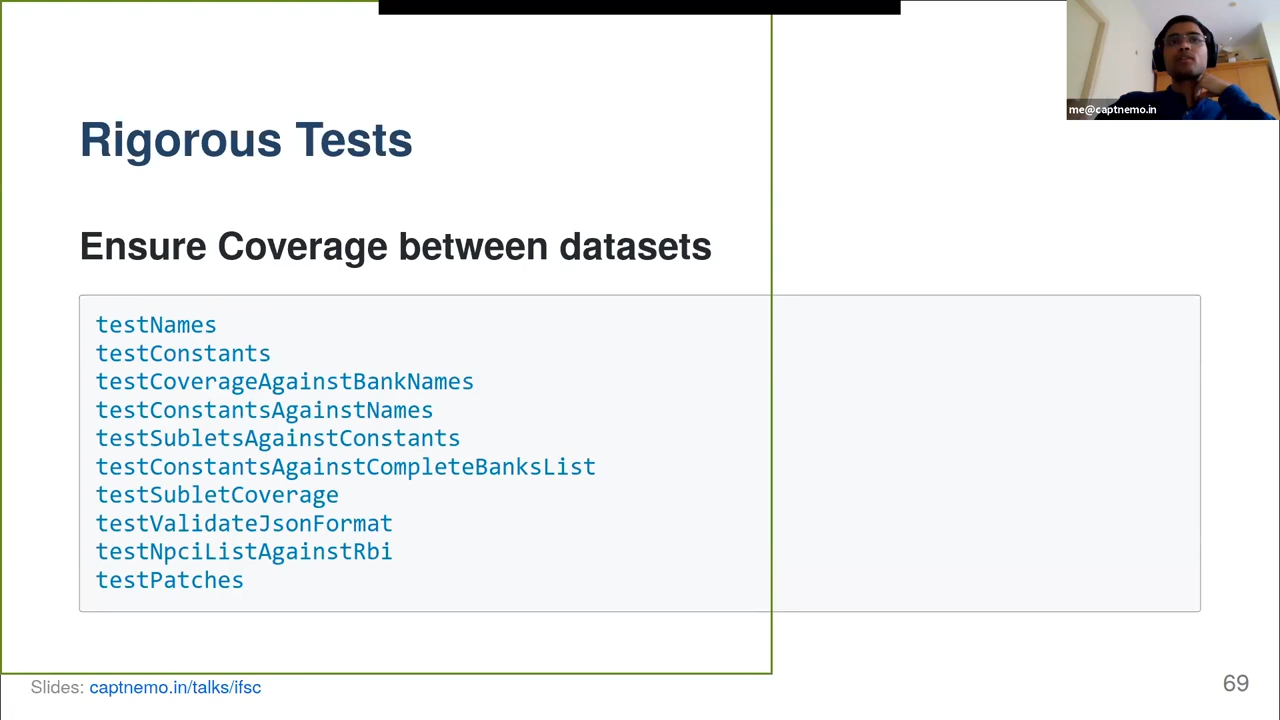 me@captnemo.in
Rigorous Tests
Ensure Coverage between datasets
testNames
testConstants
testCoverageAgainstBankNames
testConstantsAgainstNames
testSubletsAgainstConstants
testConstantsAgainstCompleteBanksList
testSubletCoverage
testValidateJsonFormat
testNpciListAgainstRbi
testPatches
Slides: captnemo.in/talks/ifsc
69